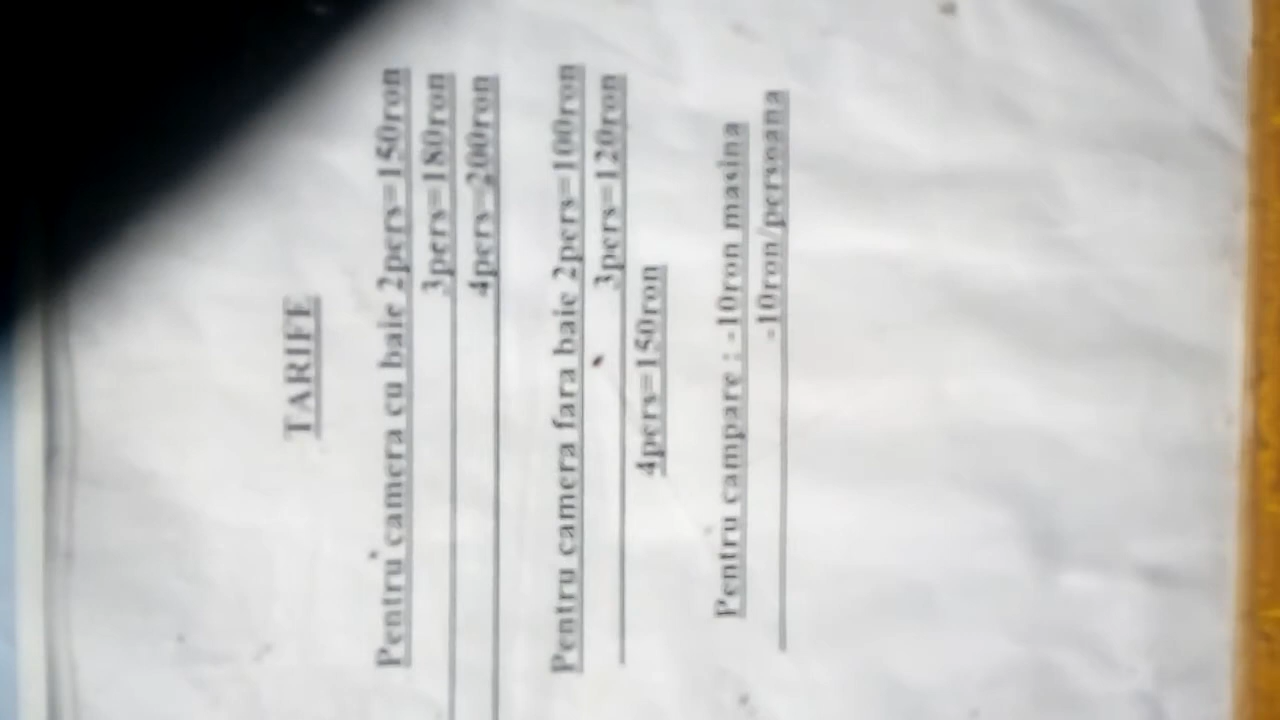 TARIFE
Pentru camera cu baie 2pers=150ron
3pers=180ron
4pers=200ron
Pentru camera fara baie 2pers=100ron
3pers=120ron
4pers=150ron
Pentru campare : -10ron masina
-10ron/persoana